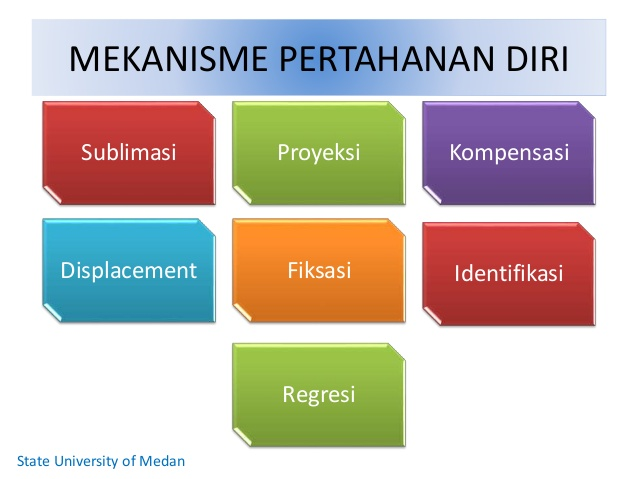 MEKANISME PERTAHANAN DIRI
Sublimasi
Proyeksi
Kompensasi
Displacement
Fiksasi
Identifikasi
Regresi
State University of Medan